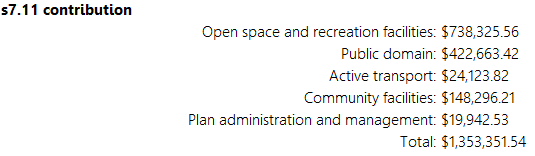 s7.11 contribution
Open space and recreation facilities: $738,325.56
Public domain: $422,663.42
Active transport: $24,123.82
Community facilities: $148,296.21
Plan administration and management: $19,942.53
Total: $1,353,351.54